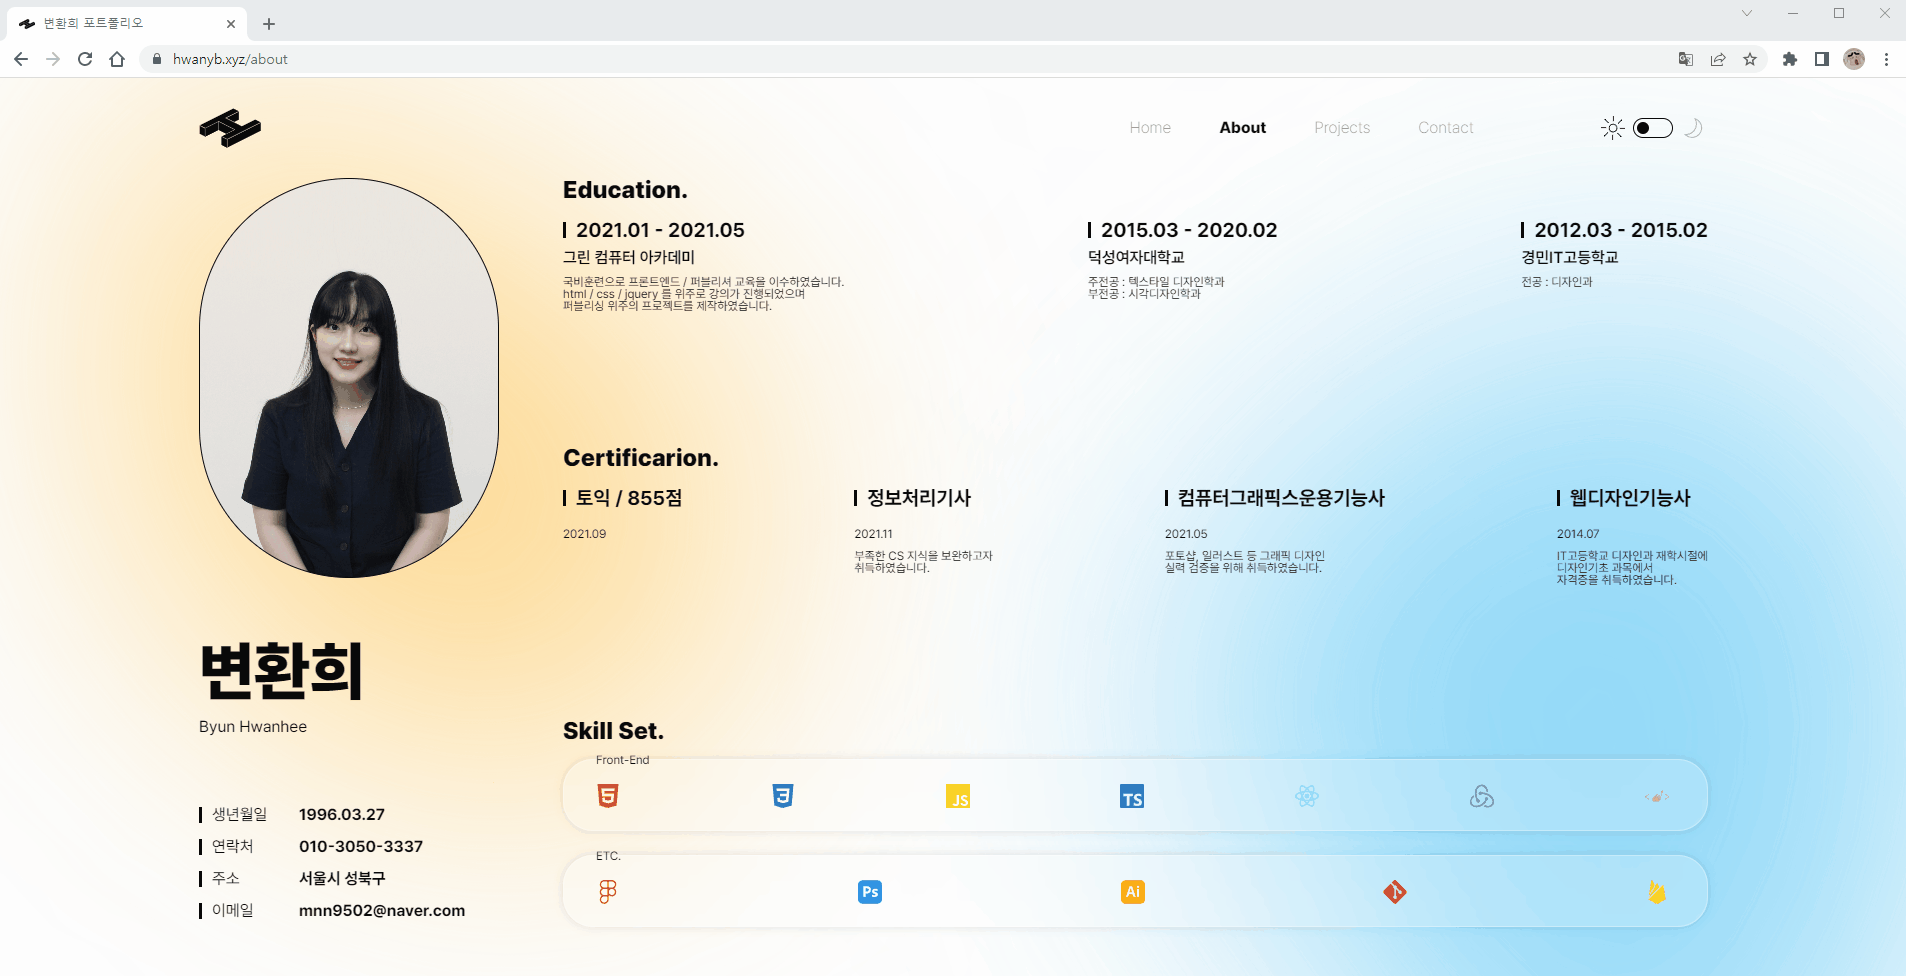 변환희 포트폴리오
hwanyb.xyz/about
Home
About
Projects
Contact
변환희
Byun Hwanhee
생년월일 1996.03.27
연락처 010-3050-3337
주소 서울시 성북구
이메일 mnn9502@naver.com
Education.
2021.01 - 2021.05
그린 컴퓨터 아카데미
국비훈련으로 프론트엔드 / 퍼블리셔 교육을 이수하였습니다.
html / css / jquery 를 위주로 강의가 진행되었으며
퍼블리싱 위주의 프로젝트를 제작하였습니다.
2015.03 - 2020.02
덕성여자대학교
주전공 : 텍스타일 디자인학과
부전공 : 시각디자인학과
2012.03 - 2015.02
경민IT고등학교
전공 : 디자인과
Certificarion.
토익 / 855점
2021.09
정보처리기사
2021.11
부족한 CS 지식을 보완하고자
취득하였습니다.
컴퓨터그래픽스운용기능사
2021.05
포토샵, 일러스트 등 그래픽 디자인
실력 검증을 위해 취득하였습니다.
웹디자인기능사
2014.07
IT고등학교 디자인과 재학시절에
디자인기초 과목에서
자격증을 취득하였습니다.
Skill Set.
Front-End
5
3
JS
TS
ETC.
Ps
Ai